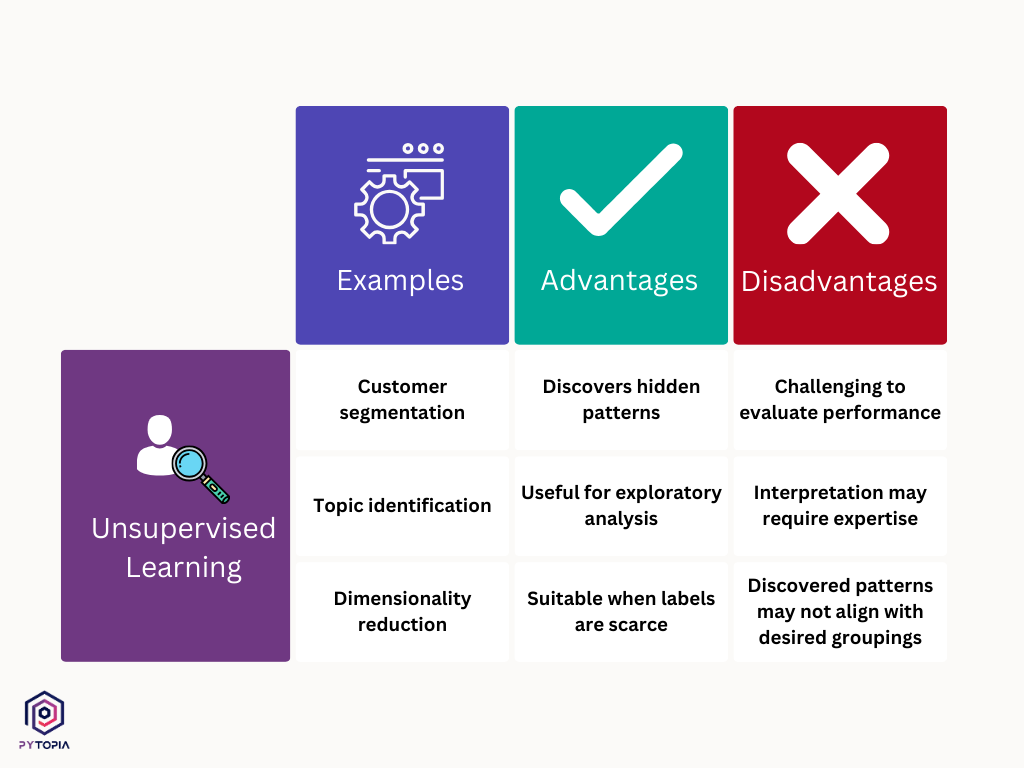 Examples
Advantages
Disadvantages
Unsupervised
Learning
Customer
segmentation
Discovers hidden
patterns
Challenging to
evaluate performance
Topic identification
Useful for exploratory
analysis
Interpretation may
require expertise
Dimensionality
reduction
Suitable when labels
are scarce
Discovered patterns
may not align with
desired groupings
PYTOPIA